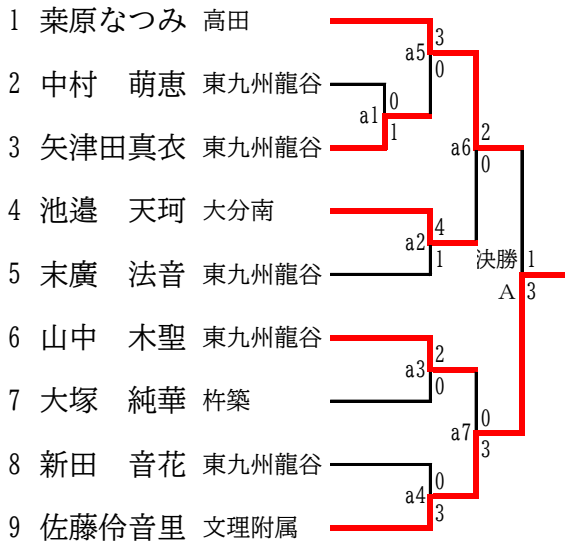 1 桒原なつみ 高田
2 中村 萌恵 東九州龍谷
3 矢津田真衣 東九州龍谷
4 池邉 天珂 大分南
5 末廣 法音 東九州龍谷
6 山中 木聖 東九州龍谷
7 大塚 純華 杵築
8 新田 音花 東九州龍谷
9 佐藤伶音里 文理附属
a5 3 0
a1 0 1
a6 2 0
a2 4 1
決勝 1
A 3
a3 2 0
a7 0 3
a4 0 3